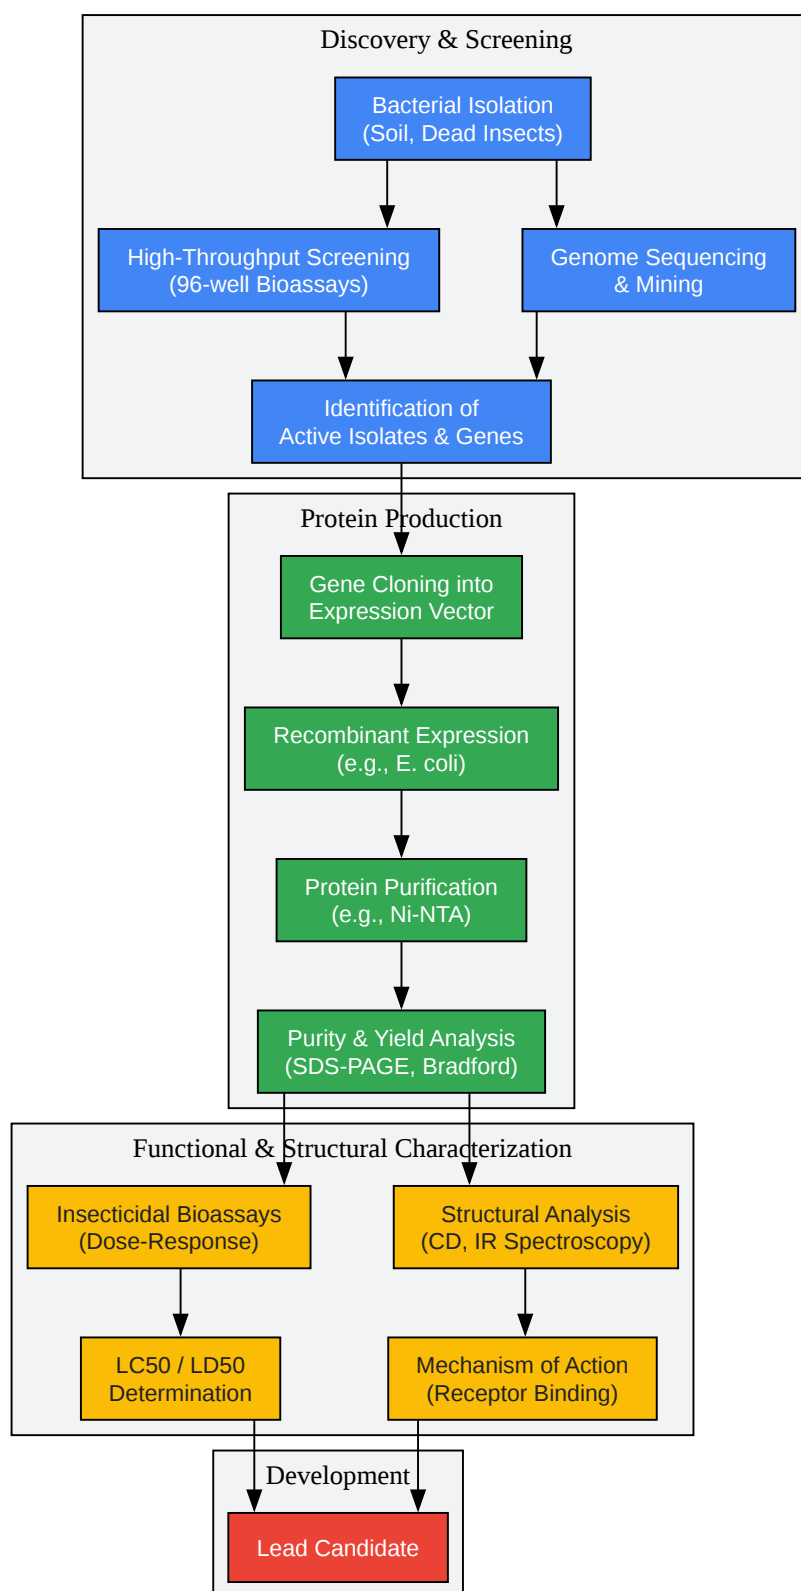 Discovery & Screening
Bacterial Isolation
(Soil, Dead Insects)
High-Throughput Screening
(96-well Bioassays)
Genome Sequencing
& Mining
Identification of
Active Isolates & Genes
Protein Production
Gene Cloning into
Expression Vector
Recombinant Expression
(e.g., E. coli)
Protein Purification
(e.g., Ni-NTA)
Purity & Yield Analysis
(SDS-PAGE, Bradford)
Functional & Structural Characterization
Insecticidal Bioassays
(Dose-Response)
Structural Analysis
(CD, IR Spectroscopy)
LC50 / LD50
Determination
Mechanism of Action
(Receptor Binding)
Development
Lead Candidate